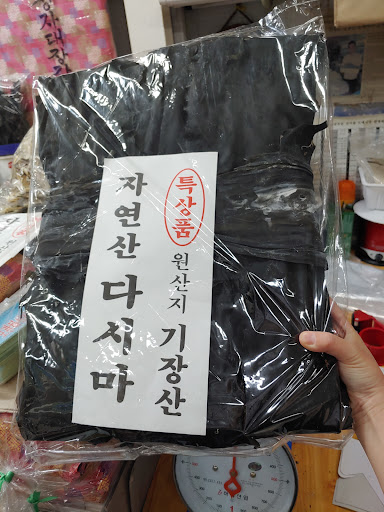 특상품
원산지 기장산
자연산 다시마